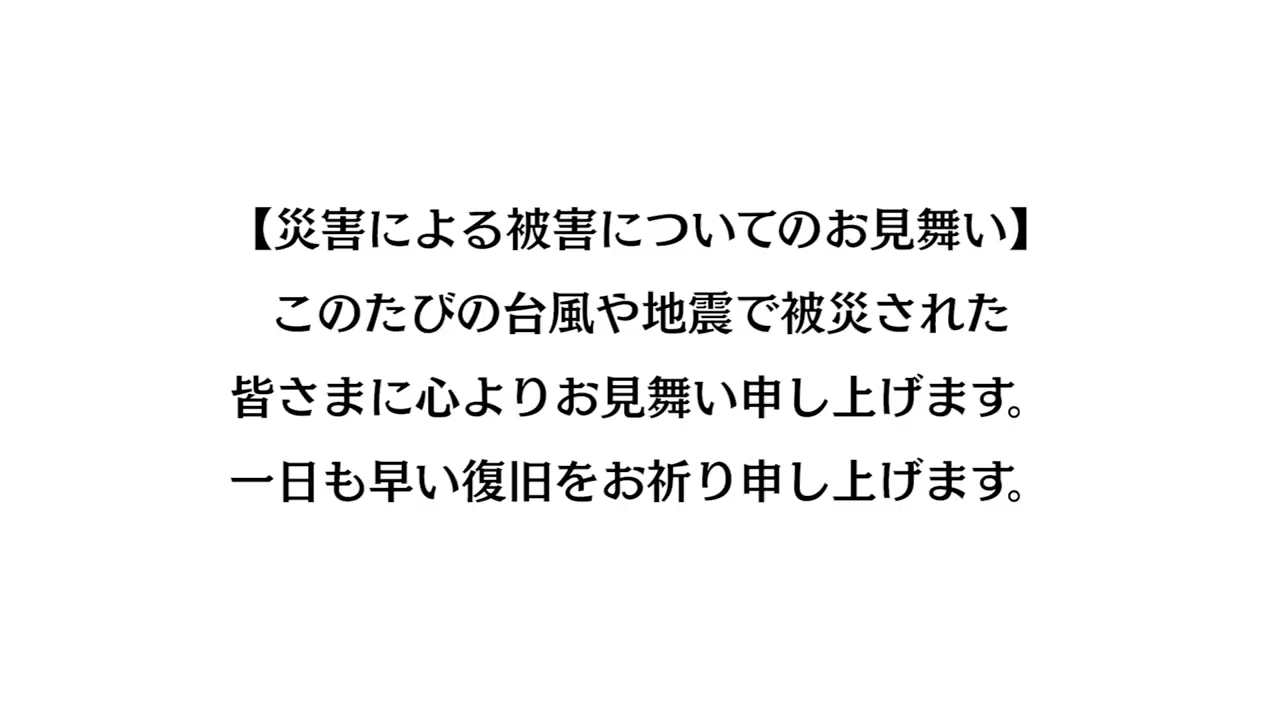 【災害による被害についてのお見舞い】
このたびの台風や地震で被災された
皆さまに心よりお見舞い申し上げます。
一日も早い復旧をお祈り申し上げます。